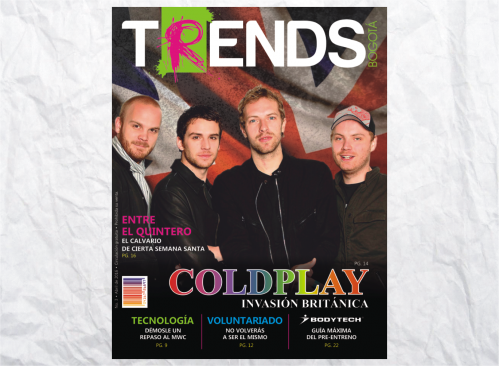 TRENDS
BOGOTÁ
ENTRE
EL QUINTERO
EL CALVARIO
DE CIERTA SEMANA SANTA
PG. 16
PG. 14
COLDPLAY
INVASIÓN BRITÁNICA
TECNOLOGÍA
DÉMOSLE UN
REPASO AL MWC
PG. 9
VOLUNTARIADO
NO VOLVERÁS
A SER EL MISMO
PG. 12
BODYTECH
GUÍA MÁXIMA
DEL PRE-ENTRENO
PG. 22